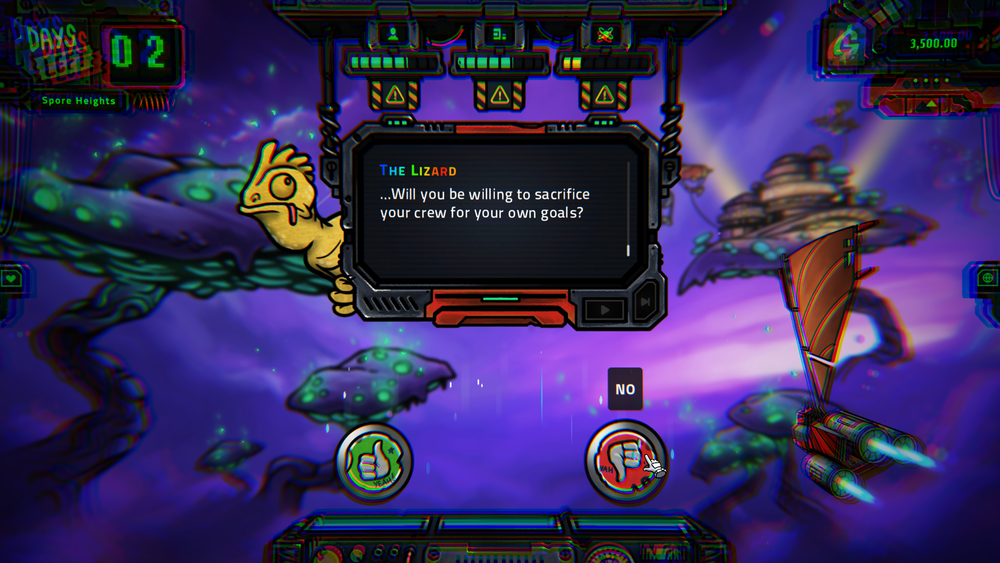 DAYS
LEFT
02
Spore Heights
3,500.00
THE LIZARD
...Will you be willing to sacrifice
your crew for your own goals?
NO
YEAH!